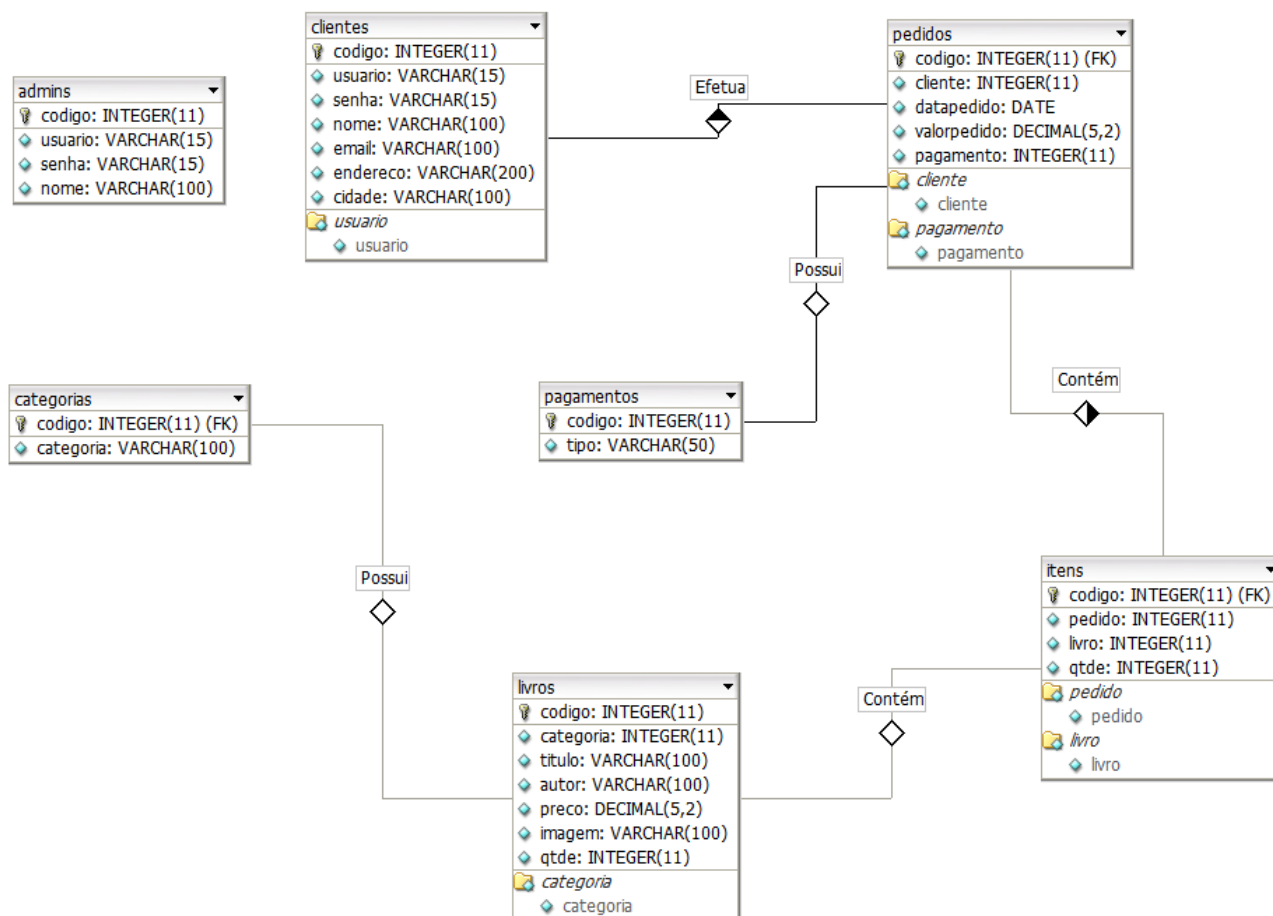 admins
codigo: INTEGER(11)
usuario: VARCHAR(15)
senha: VARCHAR(15)
nome: VARCHAR(100)
clientes
codigo: INTEGER(11)
usuario: VARCHAR(15)
senha: VARCHAR(15)
nome: VARCHAR(100)
email: VARCHAR(100)
endereco: VARCHAR(200)
cidade: VARCHAR(100)
usuario
usuario
Efetua
pedidos
codigo: INTEGER(11) (FK)
cliente: INTEGER(11)
datapedido: DATE
valorpedido: DECIMAL(5,2)
pagamento: INTEGER(11)
cliente
cliente
pagamento
pagamento
Possui
categorias
codigo: INTEGER(11) (FK)
categoria: VARCHAR(100)
pagamentos
codigo: INTEGER(11)
tipo: VARCHAR(50)
Contém
Possui
livros
codigo: INTEGER(11)
categoria: INTEGER(11)
titulo: VARCHAR(100)
autor: VARCHAR(100)
preco: DECIMAL(5,2)
imagem: VARCHAR(100)
qtde: INTEGER(11)
categoria
categoria
Contém
itens
codigo: INTEGER(11) (FK)
pedido: INTEGER(11)
livro: INTEGER(11)
qtde: INTEGER(11)
pedido
pedido
livro
livro